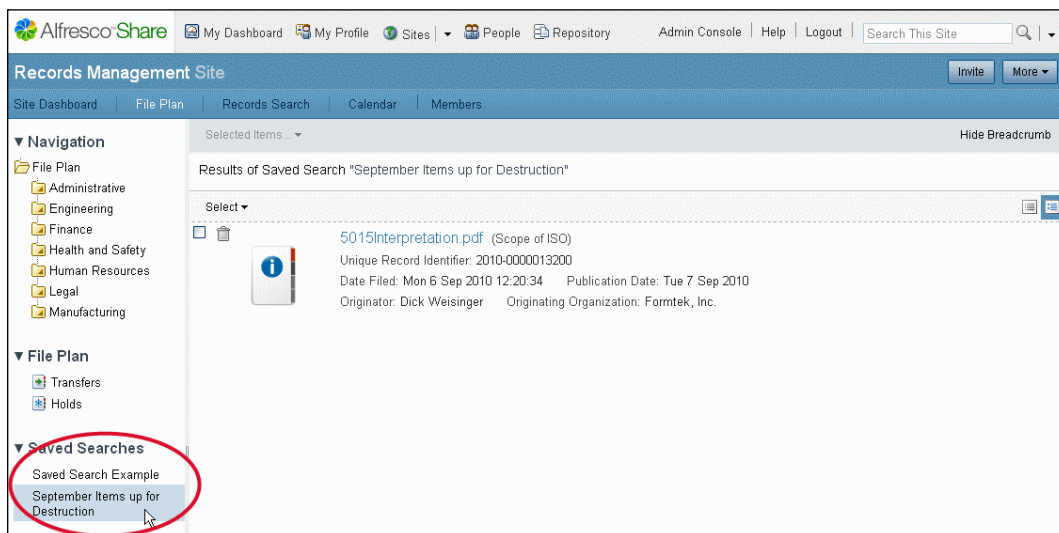 Alfresco Share My Dashboard My Profile Sites People Repository Admin Console Help Logout Search This Site
Records Management Site Invite More
Site Dashboard File Plan Records Search Calendar Members
Navigation
File Plan
Administrative
Engineering
Finance
Health and Safety
Human Resources
Legal
Manufacturing
File Plan
Transfers
Holds
Saved Searches
Saved Search Example
September Items up for
Destruction
Selected Items... Hide Breadcrumb
Results of Saved Search "September Items up for Destruction"
Select
5015Interpretation.pdf (Scope of ISO)
Unique Record Identifier: 2010-0000013200
Date Filed: Mon 6 Sep 2010 12:20:34 Publication Date: Tue 7 Sep 2010
Originator: Dick Weisinger Originating Organization: Formtek, Inc.